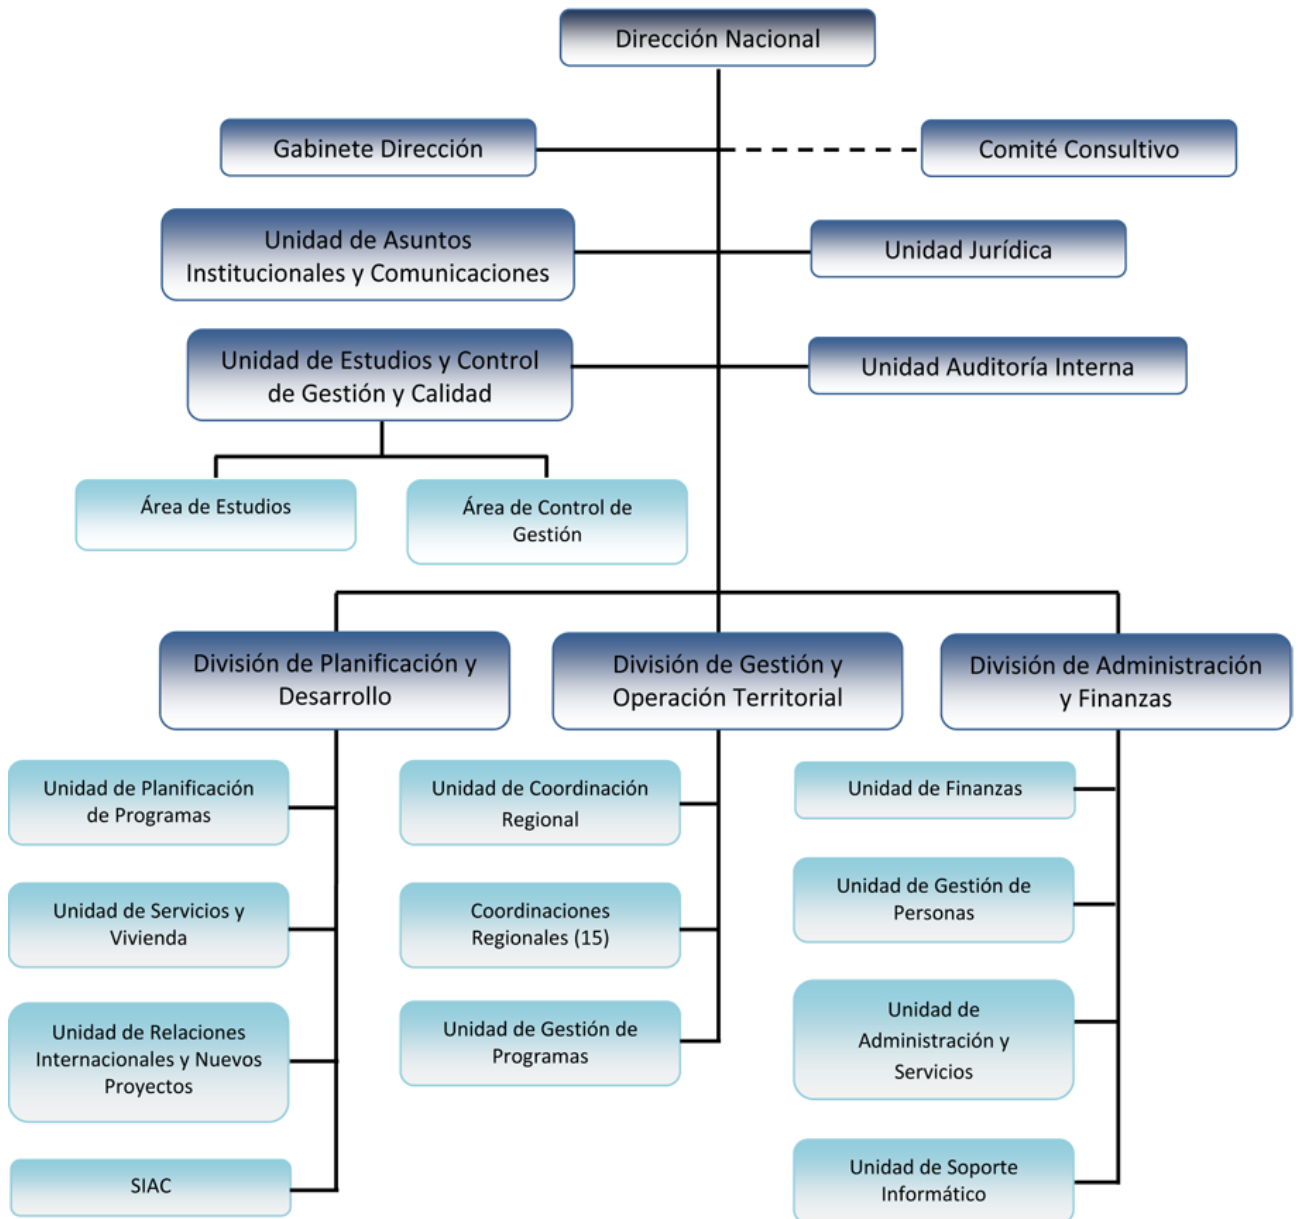 Dirección Nacional
Gabinete Dirección
Comité Consultivo
Unidad de Asuntos
Institucionales y Comunicaciones
Unidad Jurídica
Unidad de Estudios y Control
de Gestión y Calidad
Unidad Auditoría Interna
Área de Estudios
Área de Control de
Gestión
División de Planificación y
Desarrollo
División de Gestión y
Operación Territorial
División de Administración
y Finanzas
Unidad de Planificación
de Programas
Unidad de Servicios y
Vivienda
Unidad de Relaciones
Internacionales y Nuevos
Proyectos
SIAC
Unidad de Coordinación
Regional
Coordinaciones
Regionales (15)
Unidad de Gestión de
Programas
Unidad de Finanzas
Unidad de Gestión de
Personas
Unidad de
Administración y
Servicios
Unidad de Soporte
Informático